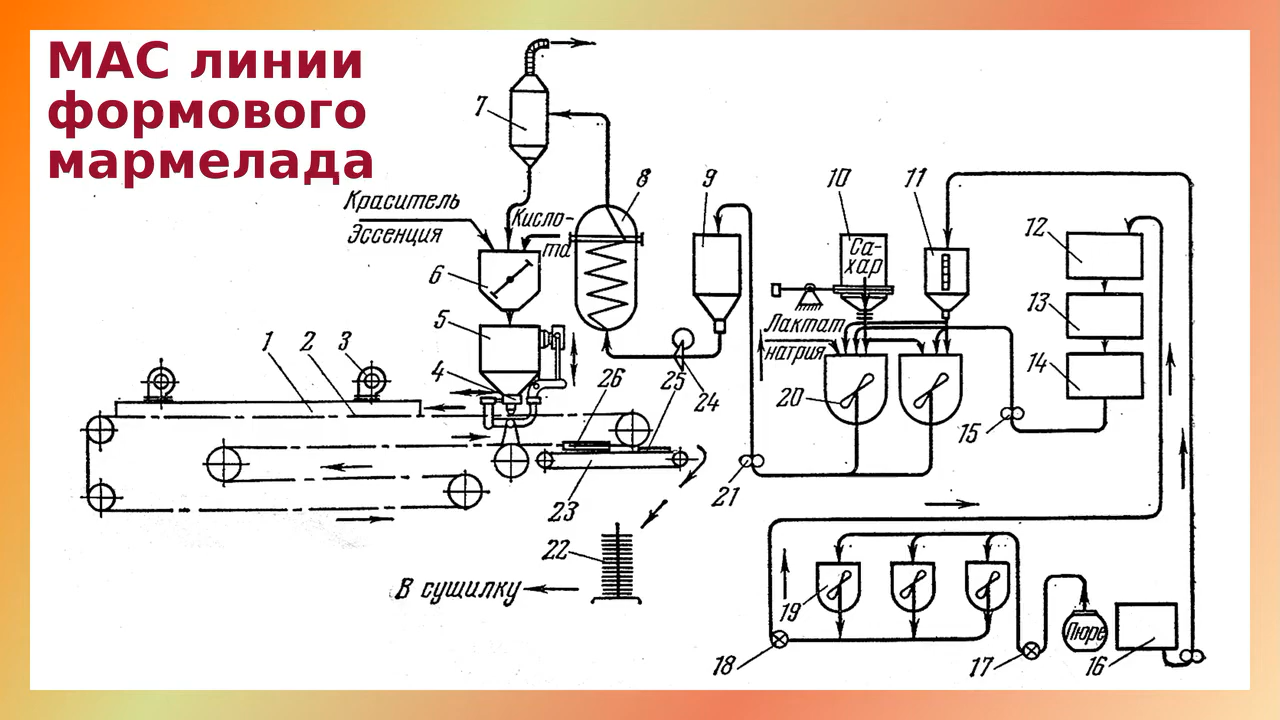 МАС линии
формового
мармелада
7
8
9
10
11
12
13
14
Краситель
Эссенция
Кисло-
та
6
5
4
Са-
хар
Лактат
натрия
1
2
3
26
25
24
20
15
21
23
22
В сушилку
19
18
17
Пюре
16